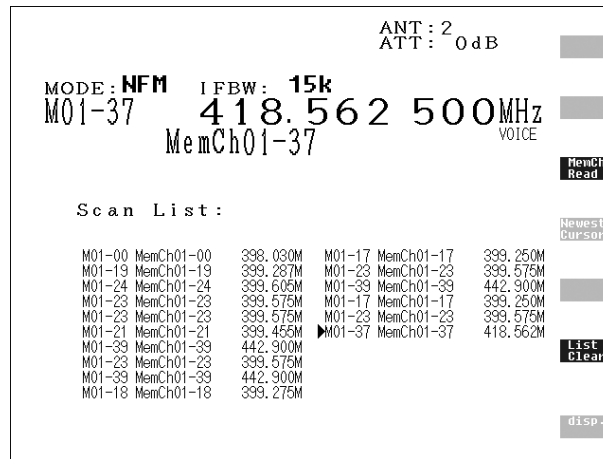 ANT:2
ATT: 0dB
MODE:NFM IFBW: 15k
M01-37 418.562 500MHz
MemCh01-37 VOICE
MemCh
Read
Scan List:
Newest
Cursor
M01-00 MemCh01-00 398.030M M01-17 MemCh01-17 399.250M
M01-19 MemCh01-19 399.287M M01-23 MemCh01-23 399.575M
M01-24 MemCh01-24 399.605M M01-39 MemCh01-39 442.900M
M01-23 MemCh01-23 399.575M M01-17 MemCh01-17 399.250M
M01-23 MemCh01-23 399.575M M01-23 MemCh01-23 399.575M
M01-21 MemCh01-21 399.455M ▶M01-37 MemCh01-37 418.562M
M01-39 MemCh01-39 442.900M
M01-23 MemCh01-23 399.575M
M01-39 MemCh01-39 442.900M
M01-18 MemCh01-18 399.275M
List
Clear
disp.